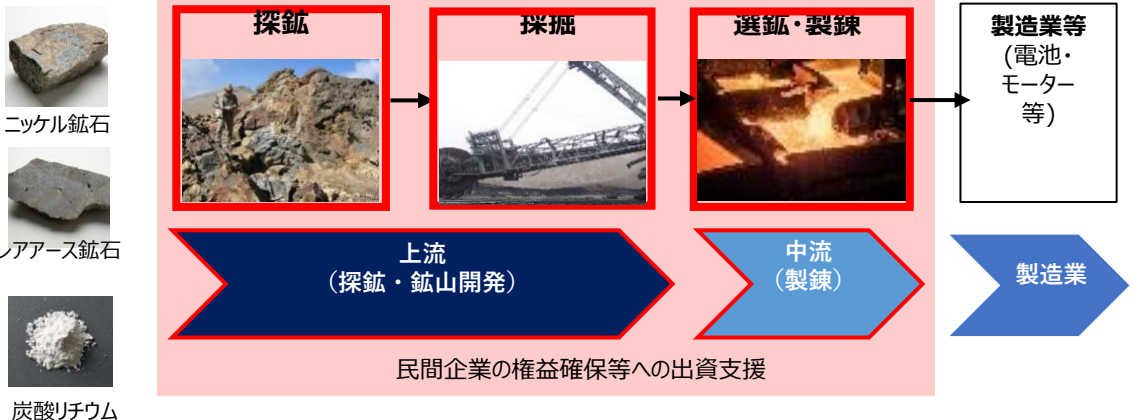 探鉱
採掘
選鉱・製錬
製造業等
(電池・
モーター
等)
ニッケル鉱石
レアアース鉱石
炭酸リチウム
上流
(探鉱・鉱山開発)
中流
(製錬)
製造業
民間企業の権益確保等への出資支援